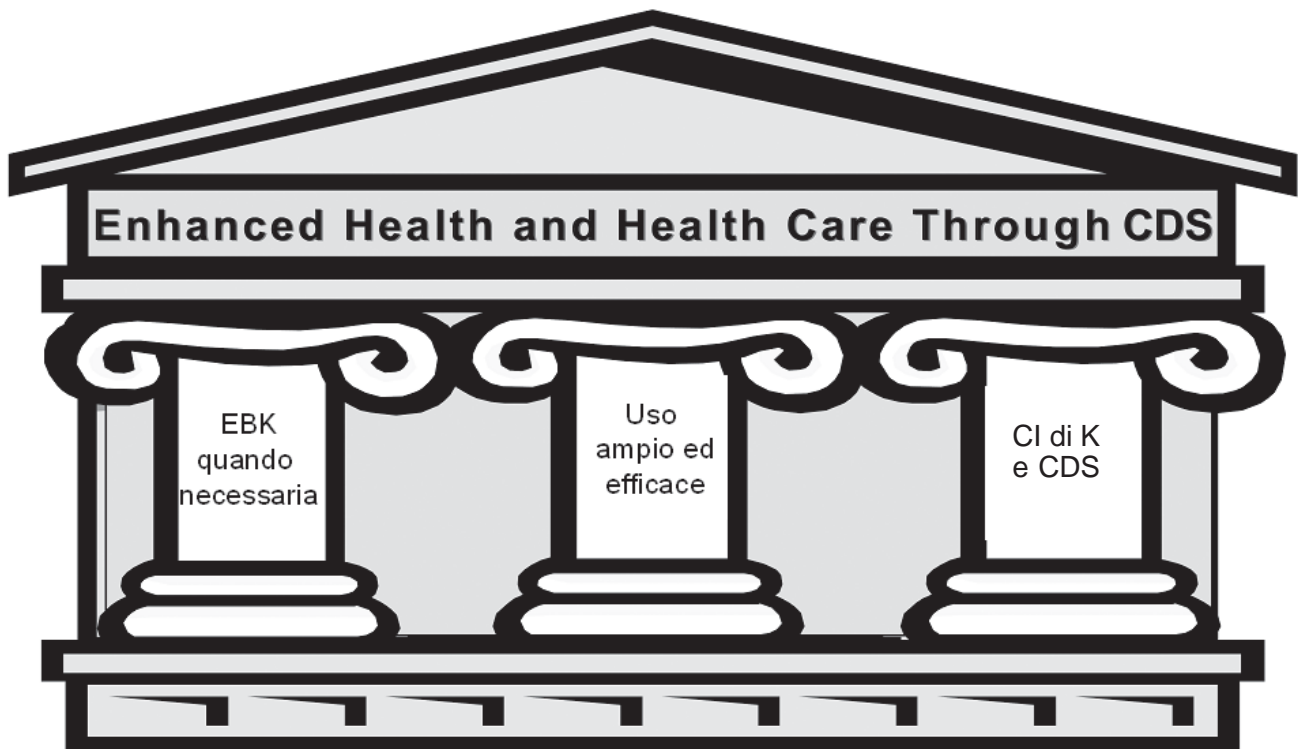 Enhanced Health and Health Care Through CDS
EBK
quando
necessaria
Uso
ampio ed
efficace
CI di K
e CDS